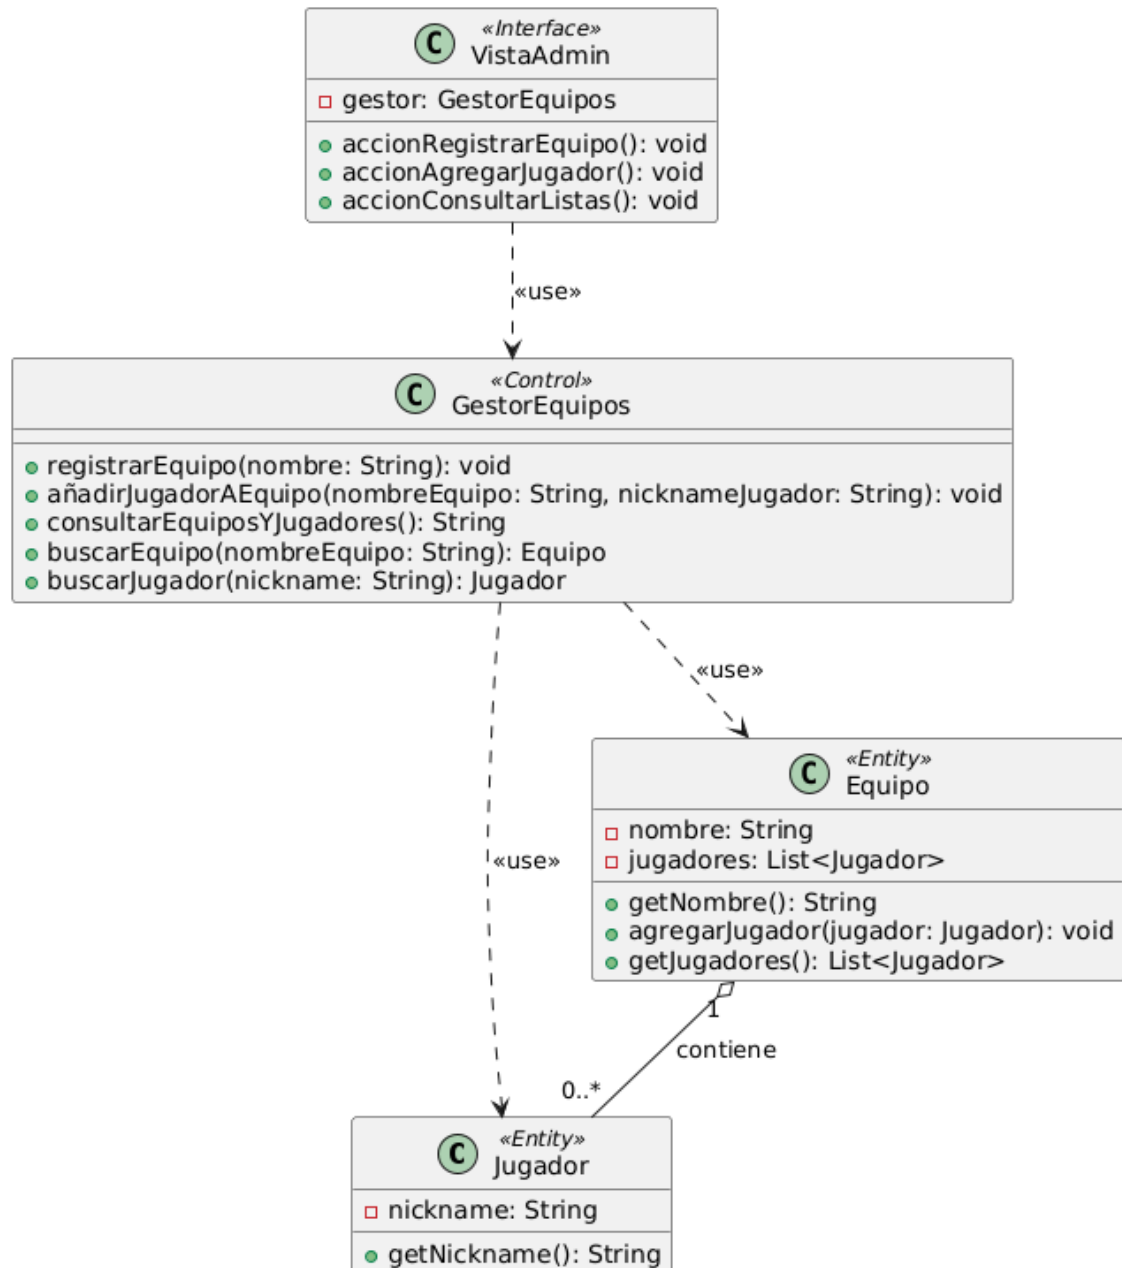 «Interface»
C VistaAdmin
gestor: GestorEquipos
accionRegistrarEquipo(): void
accionAgregarJugador(): void
accionConsultarListas(): void
«use»
«Control»
C GestorEquipos
registrarEquipo(nombre: String): void
añadirJugadorAEquipo(nombreEquipo: String, nicknameJugador: String): void
consultarEquiposYJugadores(): String
buscarEquipo(nombreEquipo: String): Equipo
buscarJugador(nickname: String): Jugador
«use»
«Entity»
C Equipo
nombre: String
jugadores: List<Jugador>
«use»
getNombre(): String
agregarJugador(jugador: Jugador): void
getJugadores(): List<Jugador>
1
contiene
0..*
«Entity»
C Jugador
nickname: String
getNickname(): String